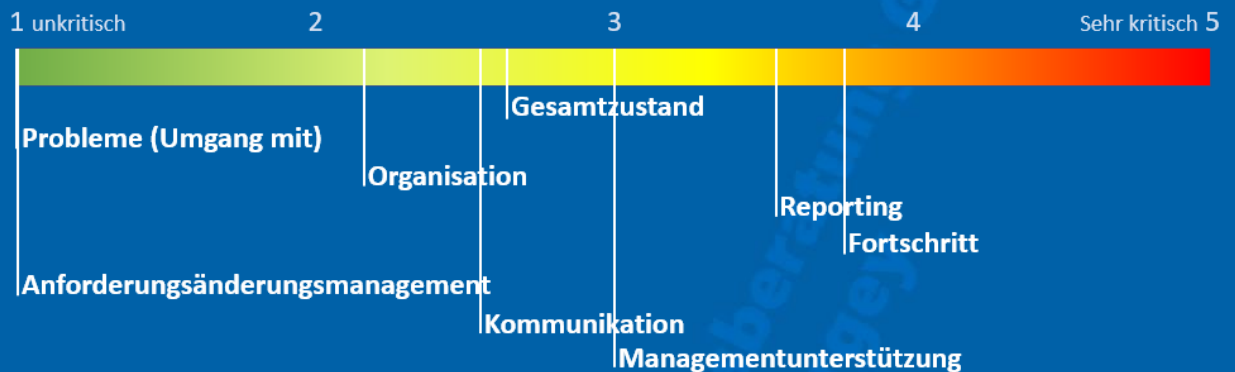 1 unkritisch 2 3 4 Sehr kritisch 5
Gesamtzustand
Probleme (Umgang mit)
Organisation
Reporting
Fortschritt
Anforderungsänderungsmanagement
Kommunikation
Managementunterstützung